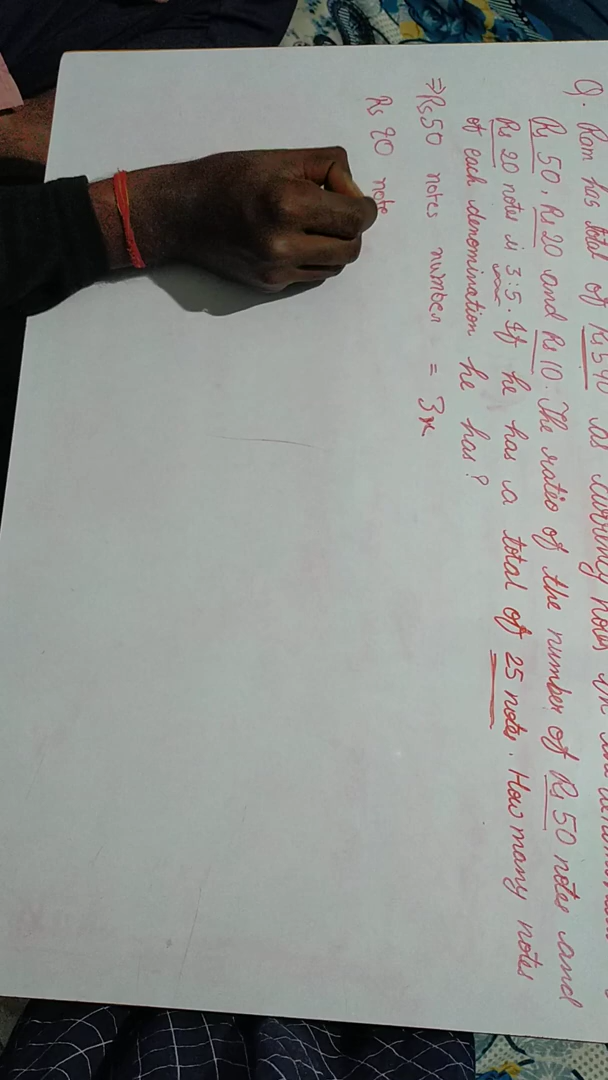 Q. Ram has total of Rs 590 as currency notes in
Rs 50, Rs 20 and Rs 10. The ratio of the number of Rs 50 notes and
Rs 20 notes is 3:5. If he has a total of 25 notes. How many notes
of each denomination he has?
⇒ Rs 50 notes number = 3x
Rs 20 note